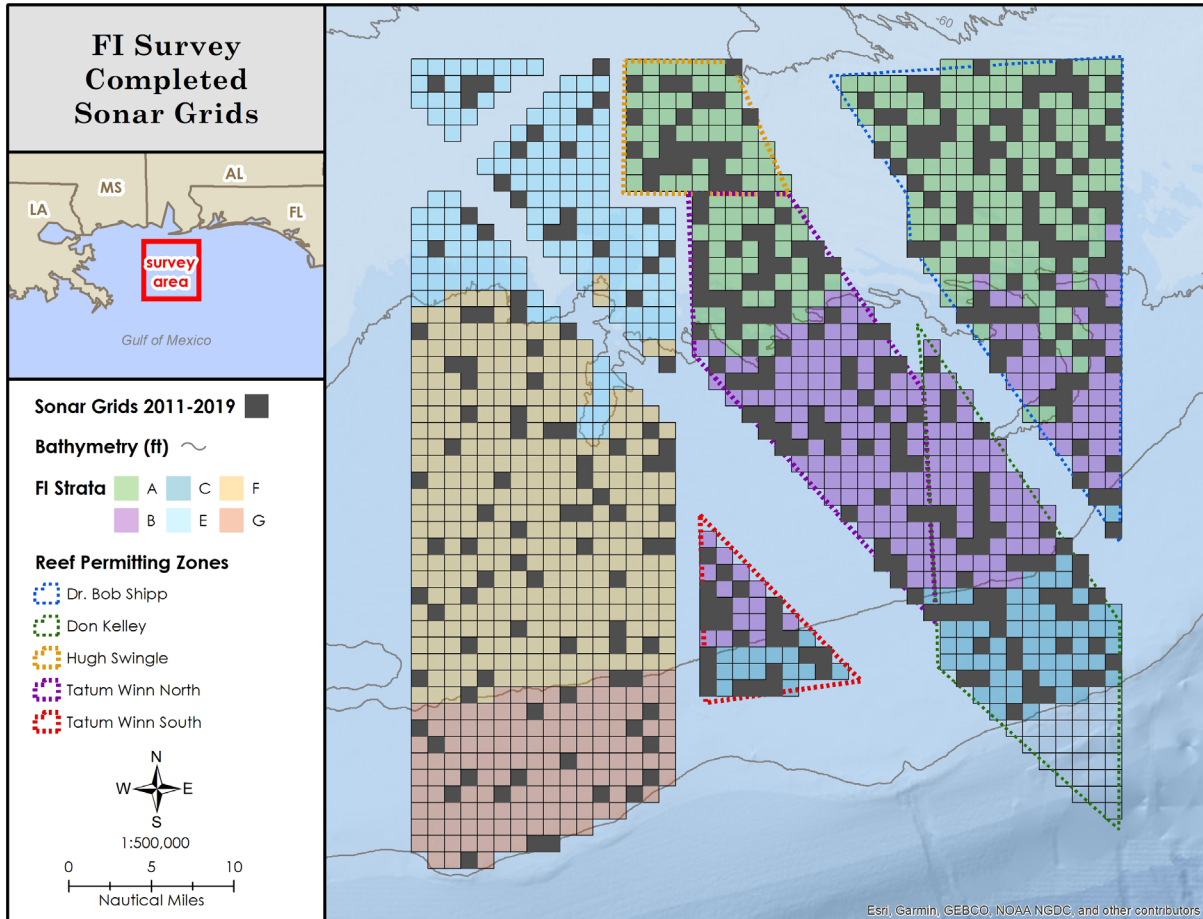 FI Survey
Completed
Sonar Grids
MS
AL
LA
FL
survey
area
Gulf of Mexico
Sonar Grids 2011-2019
Bathymetry (ft)
FI Strata
A
C
F
B
E
G
Reef Permitting Zones
Dr. Bob Shipp
Don Kelley
Hugh Swingle
Tatum Winn North
Tatum Winn South
N
W
E
S
1:500,000
0
5
10
Nautical Miles
-60
Esri, Garmin, GEBCO, NOAA NGDC, and other contributors